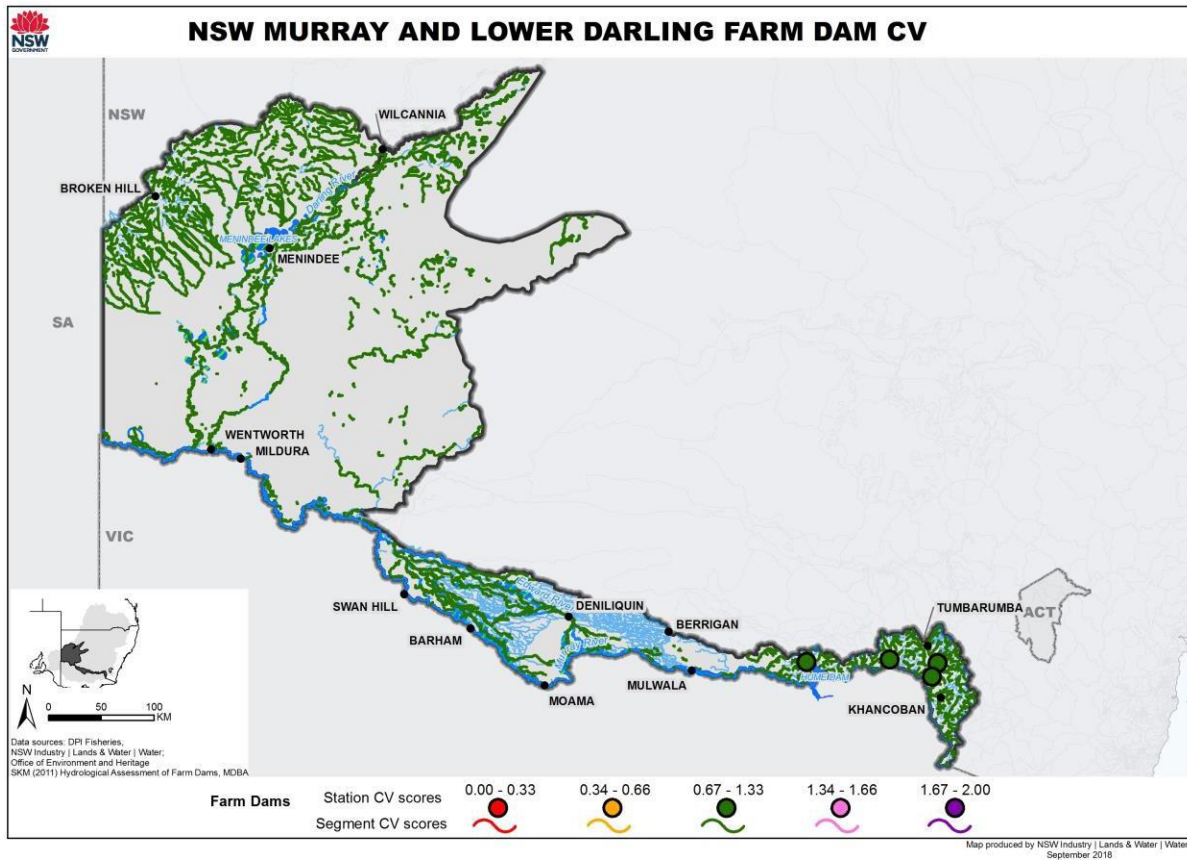 NSW
GOVERNMENT
NSW MURRAY AND LOWER DARLING FARM DAM CV
NSW
WILCANNIA
BROKEN HILL
Darling River
MENINDEE LAKES
MENINDEE
SA
WENTWORTH
MILDURA
VIC
SWAN HILL
Edward River
DENILIQUIN
TUMBARUMBA
ACT
BARHAM
Murray River
BERRIGAN
HUME DAM
MULWALA
MOAMA
KHANCOBAN
N
0 50 100
KM
Data sources: DPI Fisheries,
NSW Industry | Lands & Water | Water;
Office of Environment and Heritage
SKM (2011) Hydrological Assessment of Farm Dams, MDBA
Farm Dams
Station CV scores
Segment CV scores
0.00 - 0.33
0.34 - 0.66
0.67 - 1.33
1.34 - 1.66
1.67 - 2.00
Map produced by NSW Industry | Lands & Water | Water
September 2018